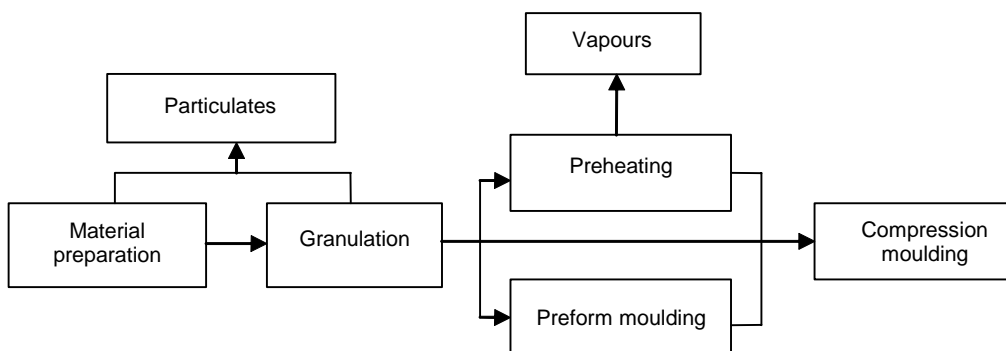 Vapours
Particulates
Preheating
Material
preparation
Granulation
Compression
moulding
Preform moulding